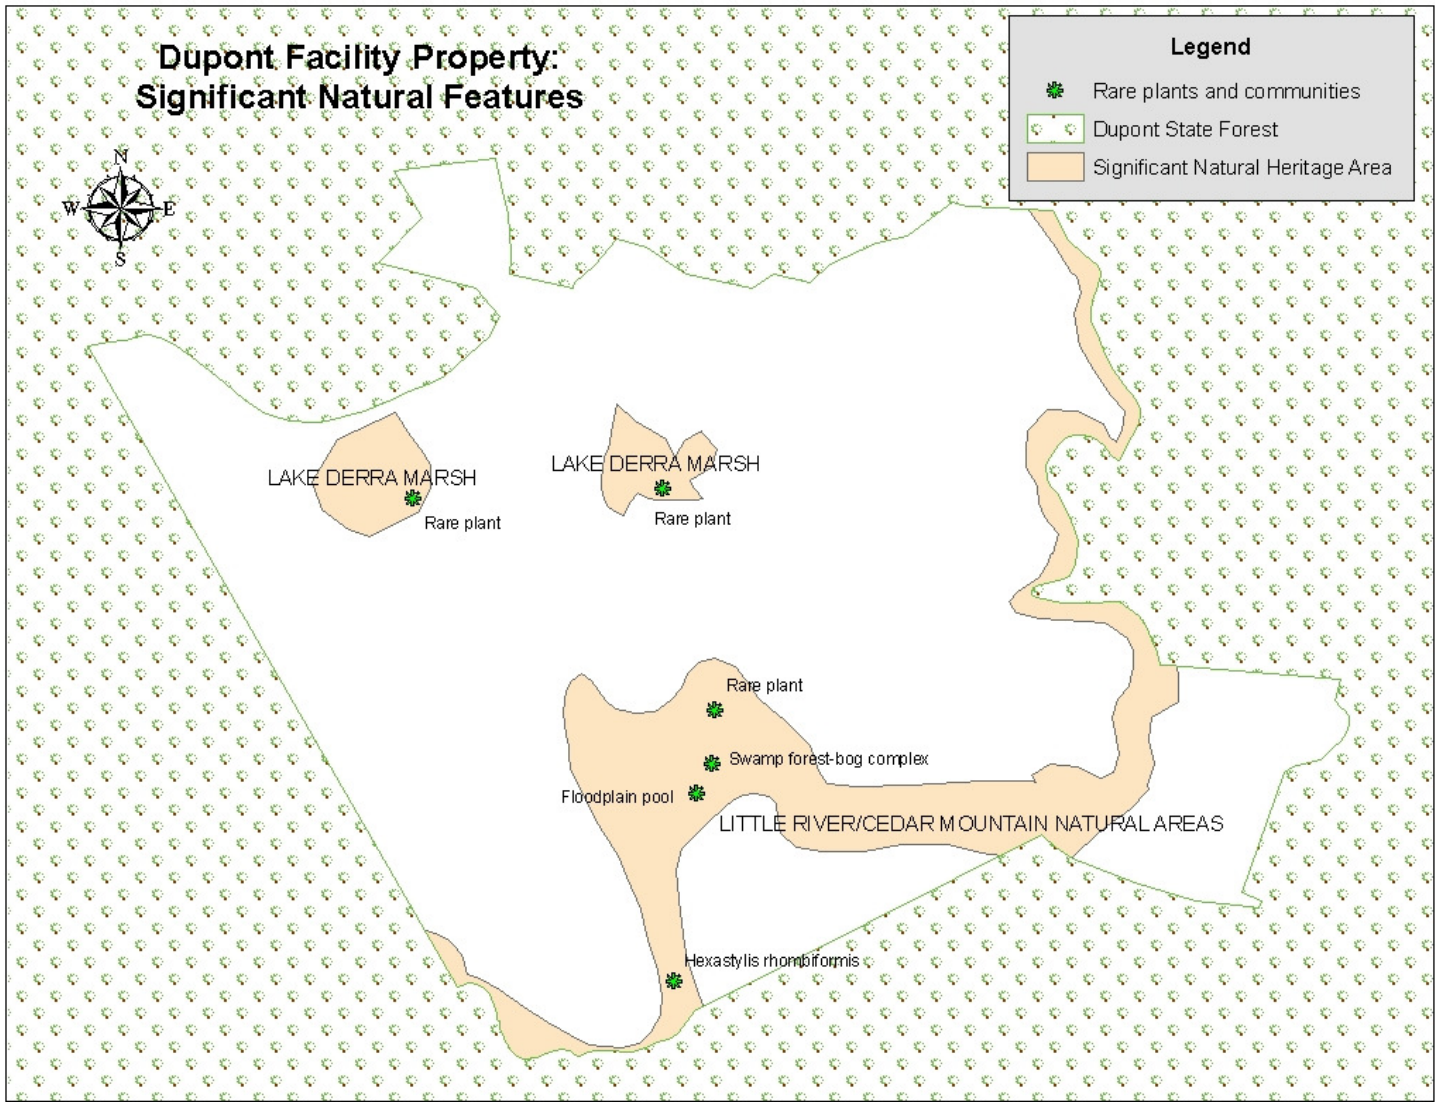 Dupont Facility Property:
Significant Natural Features
Legend
Rare plants and communities
Dupont State Forest
Significant Natural Heritage Area
N
W
E
S
LAKE DERRA MARSH
Rare plant
LAKE DERRA MARSH
Rare plant
Rare plant
Swamp forest-bog complex
Floodplain pool
LITTLE RIVER/CEDAR MOUNTAIN NATURAL AREAS
Hexastylis rhombiformis